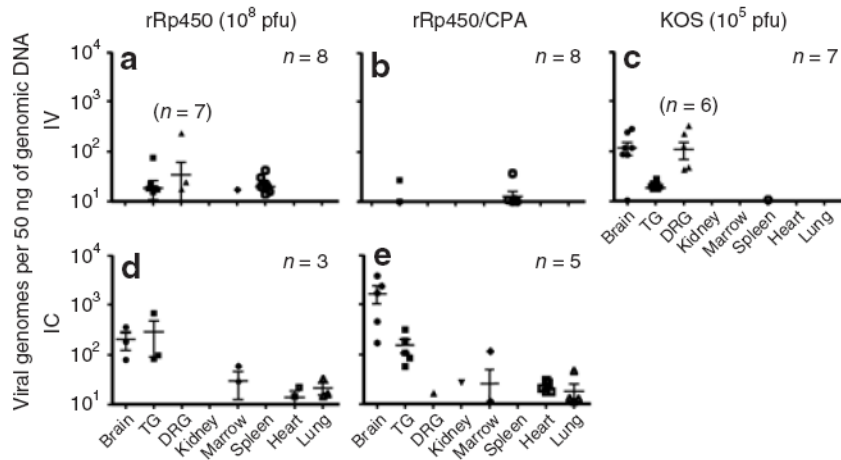 rRp450 (10⁸ pfu)
rRp450/CPA
KOS (10⁵ pfu)
Viral genomes per 50 ng of genomic DNA
IV
10⁴
10³
10²
10¹
a
n = 8
(n = 7)
b
n = 8
c
n = 7
(n = 6)
Brain
TG
DRG
Kidney
Marrow
Spleen
Heart
Lung
IC
10⁴
10³
10²
10¹
d
n = 3
e
n = 5
Brain
TG
DRG
Kidney
Marrow
Spleen
Heart
Lung
Brain
TG
DRG
Kidney
Marrow
Spleen
Heart
Lung